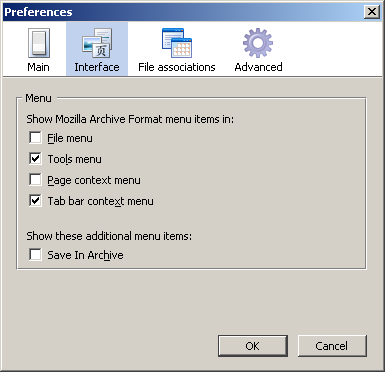 Preferences
Main
Interface
File associations
Advanced
Menu
Show Mozilla Archive Format menu items in:
File menu
Tools menu
Page context menu
Tab bar context menu
Show these additional menu items:
Save In Archive
OK
Cancel